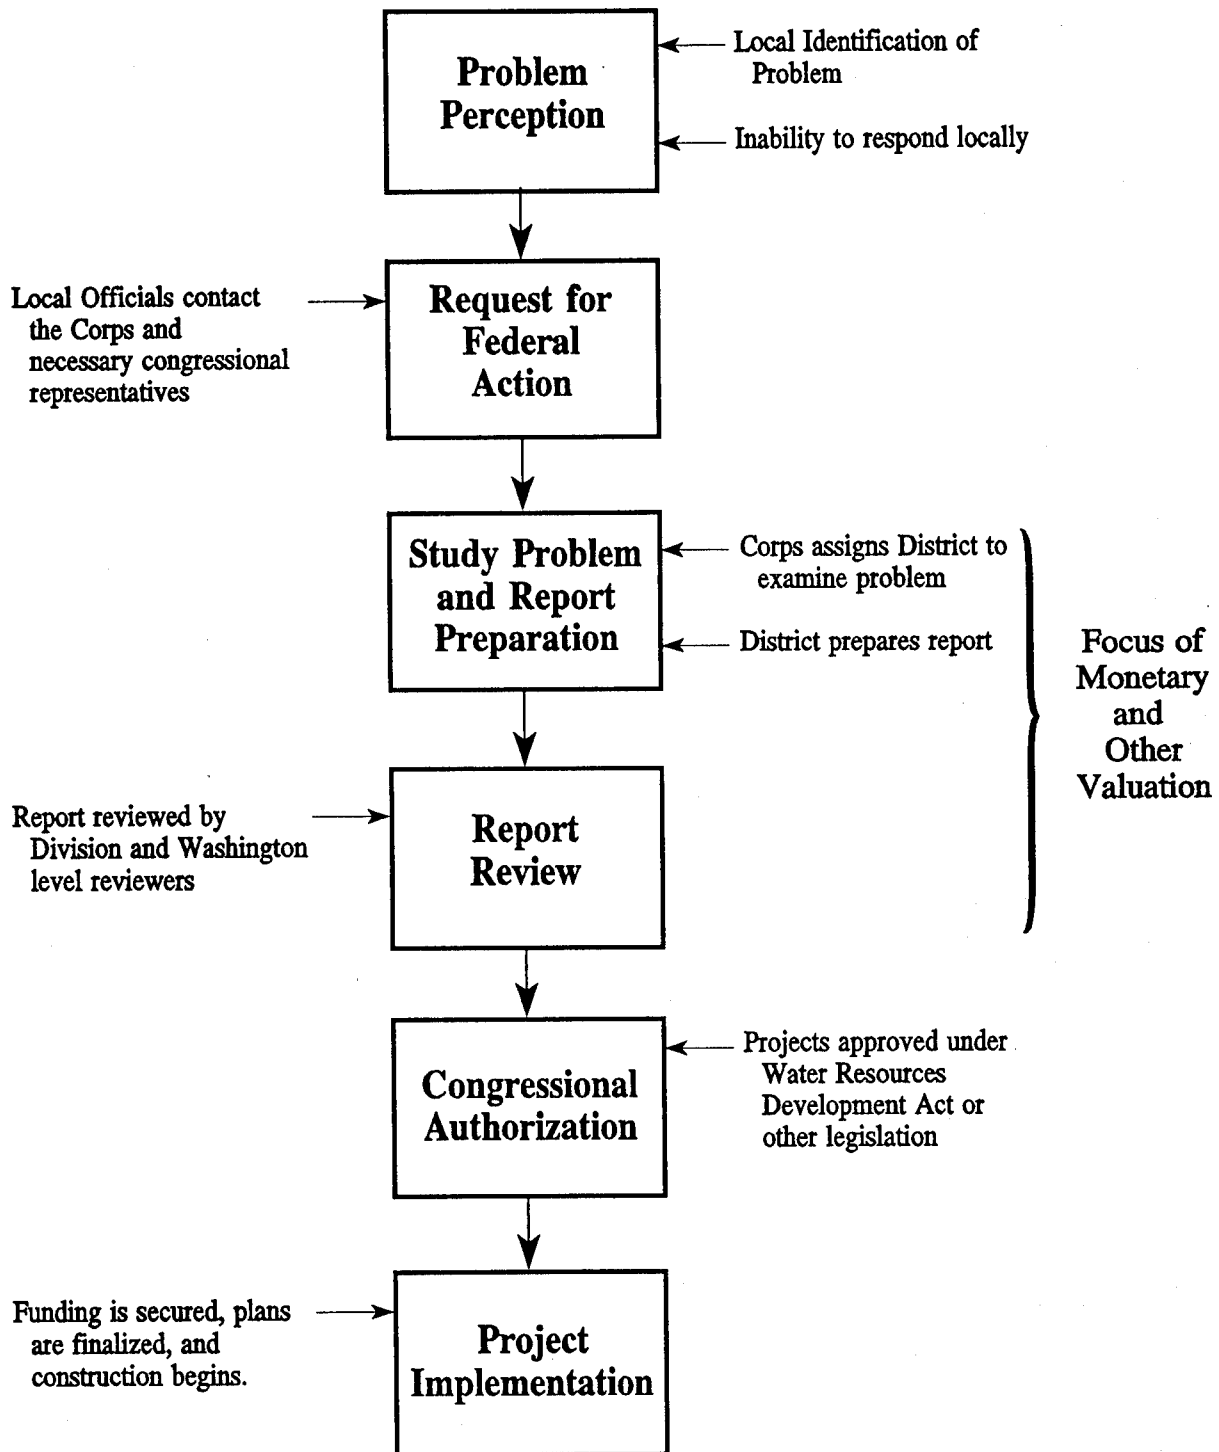 Problem
Perception
Local Identification of
Problem
Inability to respond locally
Local Officials contact
the Corps and
necessary congressional
representatives
Request for
Federal
Action
Study Problem
and Report
Preparation
Corps assigns District to
examine problem
District prepares report
Focus of
Monetary
and
Other
Valuation
Report reviewed by
Division and Washington
level reviewers
Report
Review
Congressional
Authorization
Projects approved under
Water Resources
Development Act or
other legislation
Funding is secured, plans
are finalized, and
construction begins.
Project
Implementation